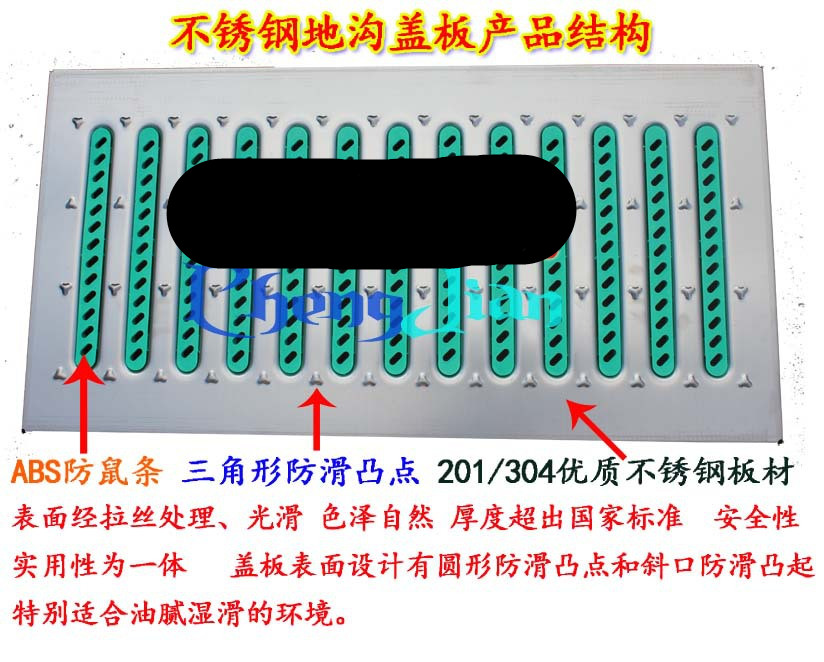 不锈钢地沟盖板产品结构
ChengJian
ABS防鼠条 三角形防滑凸点 201/304优质不锈钢板材
表面经拉丝处理、光滑 色泽自然 厚度超出国家标准 安全性
实用性为一体 盖板表面设计有圆形防滑凸点和斜口防滑凸起
特别适合油腻湿滑的环境。